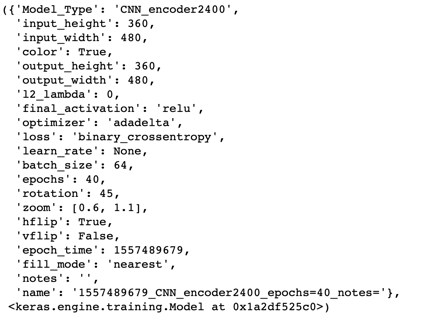 ({'Model_Type': 'CNN_encoder2400',
'input_height': 360,
'input_width': 480,
'color': True,
'output_height': 360,
'output_width': 480,
'l2_lambda': 0,
'final_activation': 'relu',
'optimizer': 'adadelta',
'loss': 'binary_crossentropy',
'learn_rate': None,
'batch_size': 64,
'epochs': 40,
'rotation': 45,
'zoom': [0.6, 1.1],
'hflip': True,
'vflip': False,
'epoch_time': 1557489679,
'fill_mode': 'nearest',
'notes': '',
'name': '1557489679_CNN_encoder2400_epochs=40_notes='},
<keras.engine.training.Model at 0x1a2df525c0>)